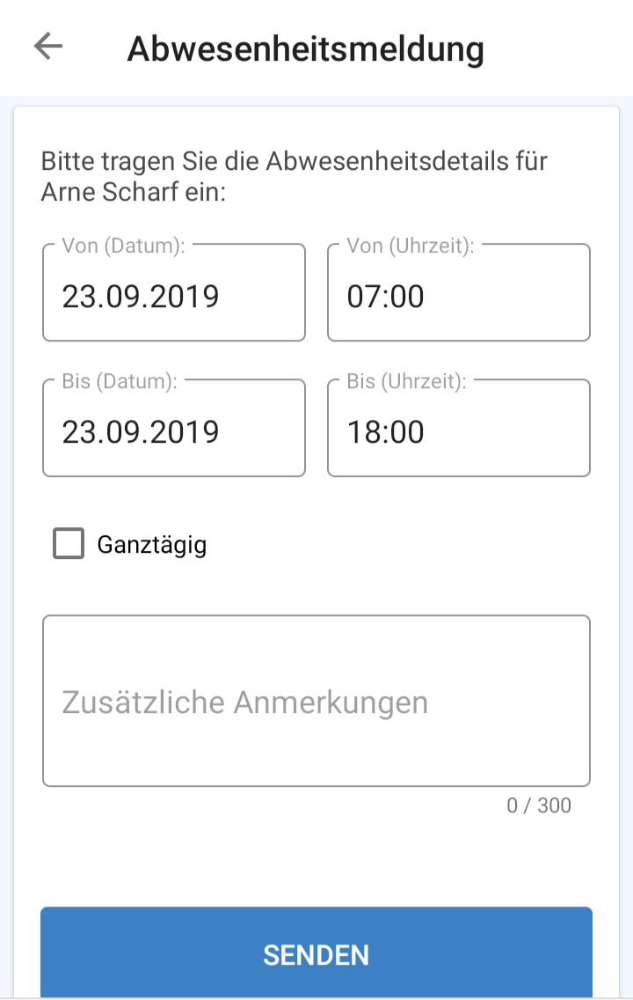 Abwesenheitsmeldung
Bitte tragen Sie die Abwesenheitsdetails für
Arne Scharf ein:
Von (Datum):
23.09.2019
Von (Uhrzeit):
07:00
Bis (Datum):
23.09.2019
Bis (Uhrzeit):
18:00
Ganztägig
Zusätzliche Anmerkungen
0 / 300
SENDEN